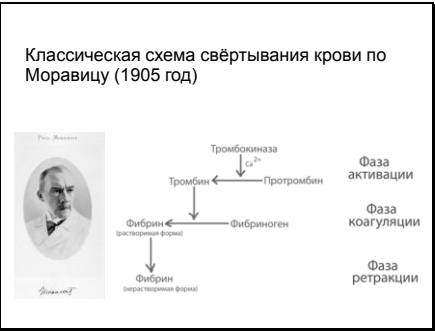 Классическая схема свёртывания крови по
Моравицу (1905 год)
Тромбокиназа
Ca2+
Тромбин
Протромбин
Фаза
активации
Фибрин
(растворимая форма)
Фибриноген
Фаза
коагуляции
Фибрин
(нерастворимая форма)
Фаза
ретракции